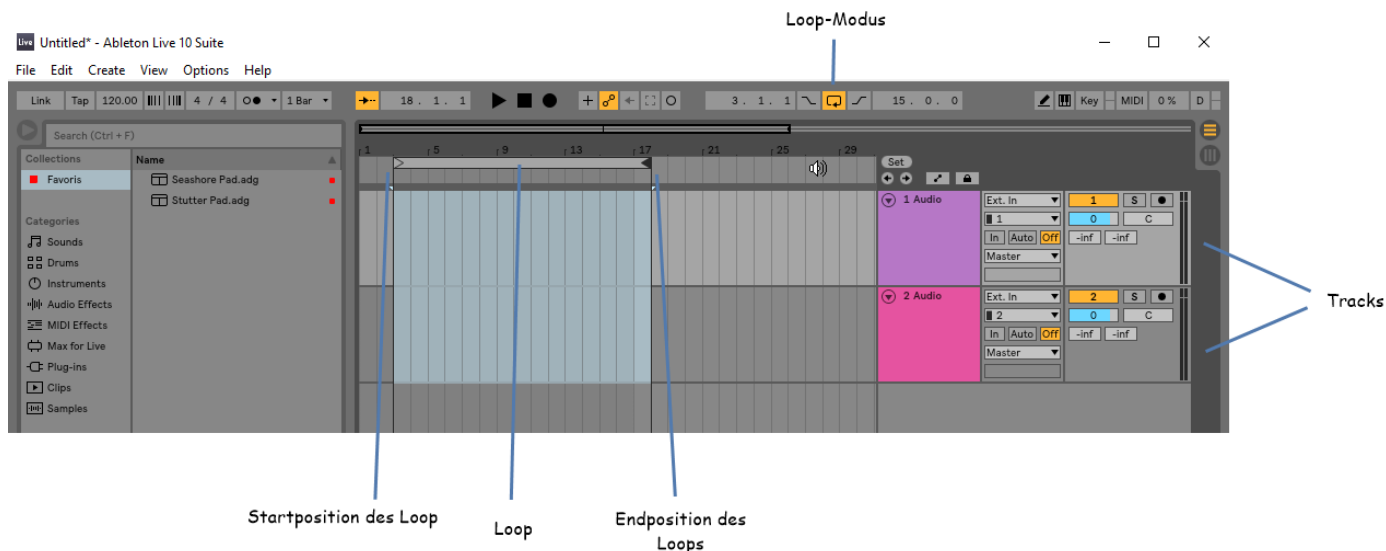 Loop-Modus
Live Untitled* - Ableton Live 10 Suite
File Edit Create View Options Help
Link Tap 120.00 4 / 4 1 Bar 18. 1. 1 3. 1. 1 15. 0. 0 Key MIDI 0 % D
Search (Ctrl + F)
Collections Name
Favoris Seashore Pad.adg
Stutter Pad.adg
Categories
Sounds
Drums
Instruments
Audio Effects
MIDI Effects
Max for Live
Plug-ins
Clips
Samples
1 5 9 13 17 21 25 29
Set
1 Audio Ext. In 1 S
1 0 C
In Auto Off -inf -inf
Master
2 Audio Ext. In 2 S
2 0 C
In Auto Off -inf -inf
Master
Tracks
Startposition des Loop
Loop
Endposition des
Loops